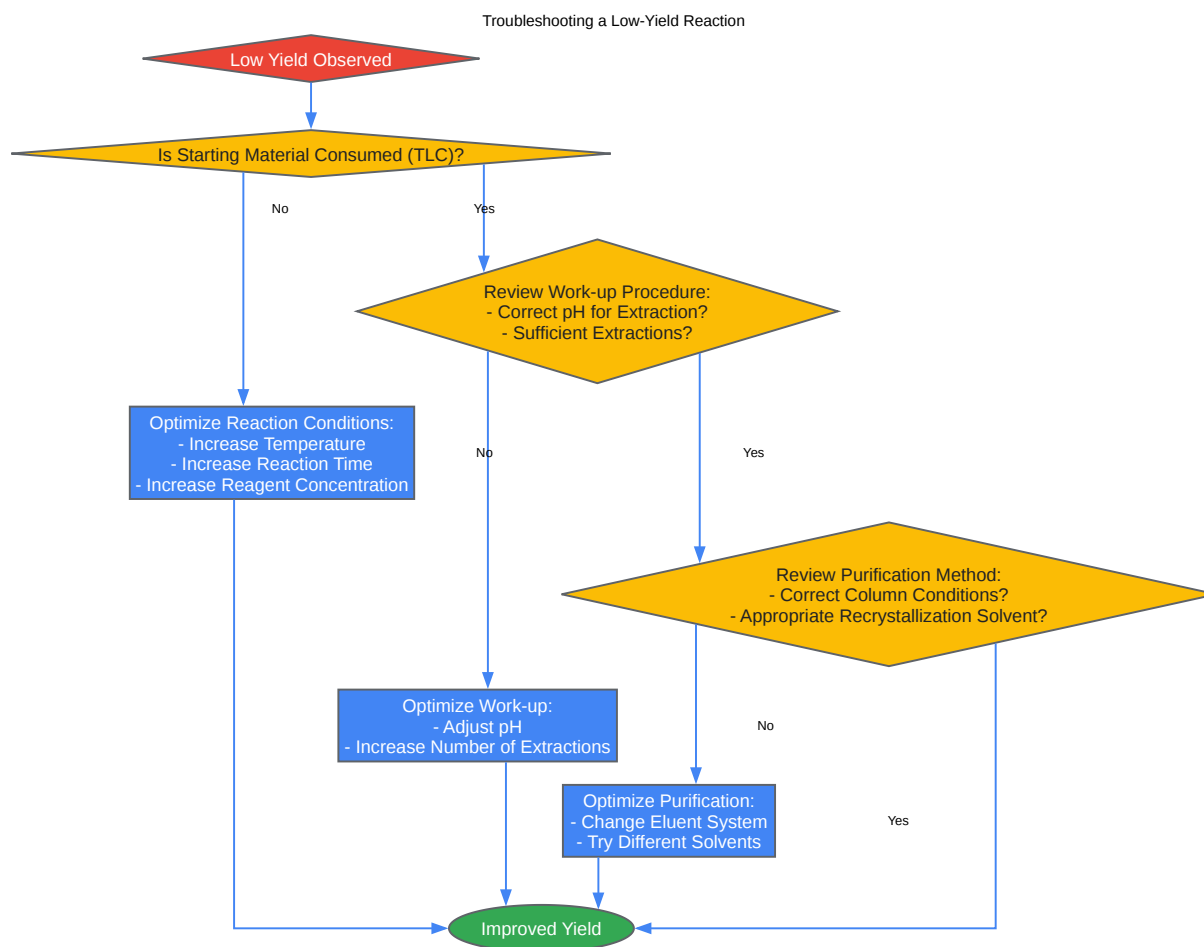 Troubleshooting a Low-Yield Reaction
Low Yield Observed
Is Starting Material Consumed (TLC)?
No
Yes
Review Work-up Procedure:
- Correct pH for Extraction?
- Sufficient Extractions?
Optimize Reaction Conditions:
- Increase Temperature
- Increase Reaction Time
- Increase Reagent Concentration
No
Yes
Review Purification Method:
- Correct Column Conditions?
- Appropriate Recrystallization Solvent?
Optimize Work-up:
- Adjust pH
- Increase Number of Extractions
No
Optimize Purification:
- Change Eluent System
- Try Different Solvents
Yes
Improved Yield